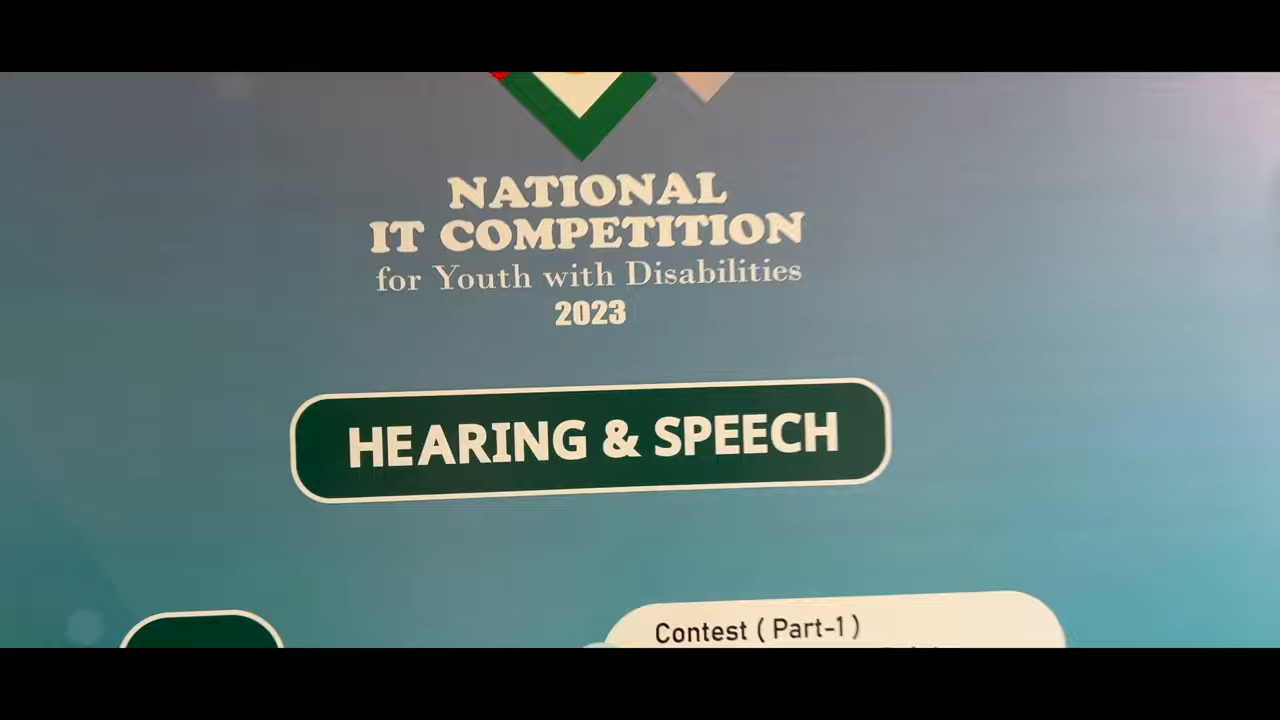 NATIONAL
IT COMPETITION
for Youth with Disabilities
2023
HEARING & SPEECH
Contest ( Part-1 )